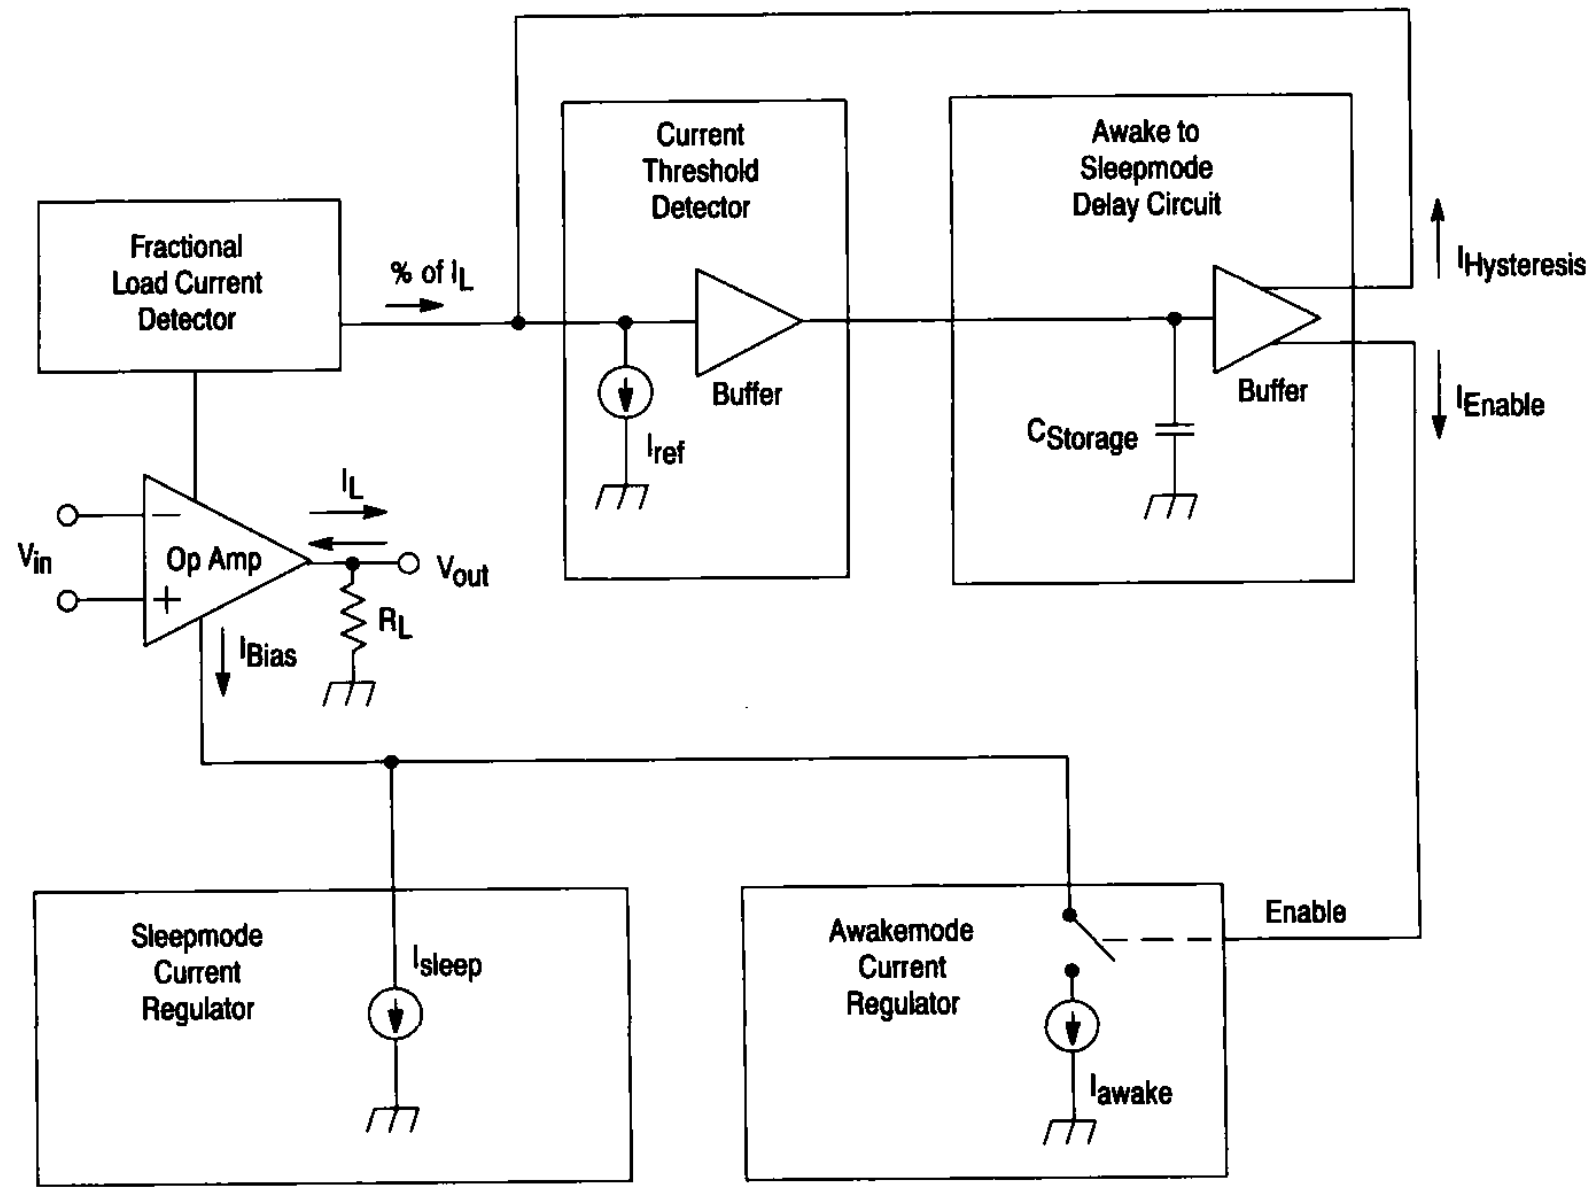 Current
Threshold
Detector
Awake to
Sleepmode
Delay Circuit
Fractional
Load Current
Detector
% of IL
IHysteresis
Buffer
Buffer
IEnable
Iref
CStorage
IL
Vin
−
Op Amp
+
Vout
RL
IBias
Sleepmode
Current
Regulator
Isleep
Awakemode
Current
Regulator
Enable
Iawake